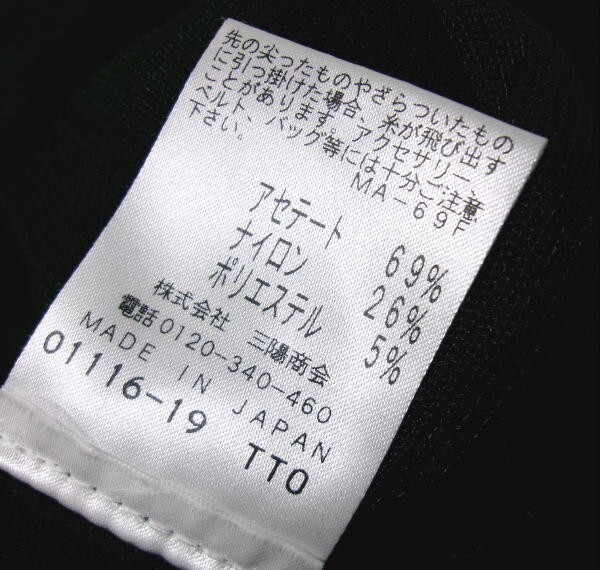 先の尖ったものやざらついたもの
に引っ掛けた場合、糸が飛び出す
ことがあります。アクセサリー、
ベルト、バッグ等には十分ご注意
下さい。
MA-69F
アセテート 69%
ナイロン 26%
ポリエステル 5%
株式会社 三陽商会
電話0120-340-460
MADE IN JAPAN
01116-19 TTO